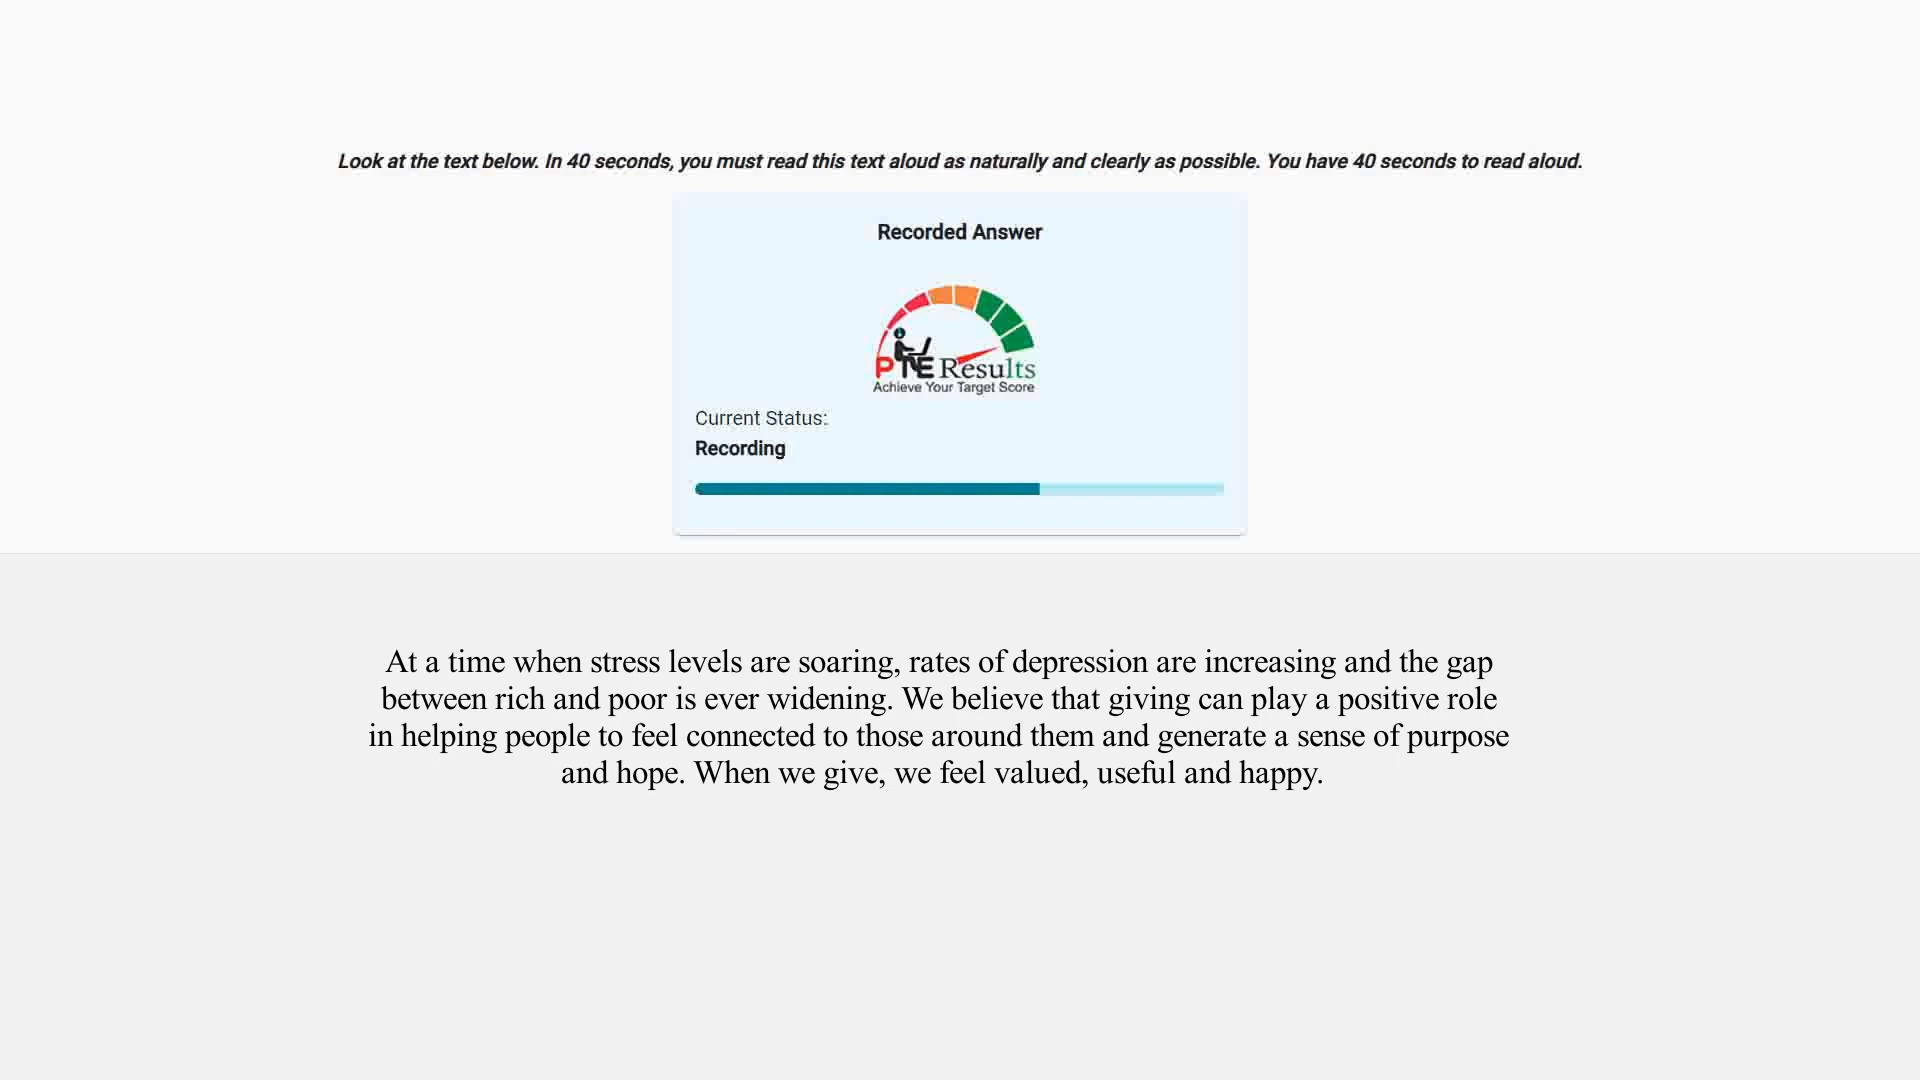 Look at the text below. In 40 seconds, you must read this text aloud as naturally and clearly as possible. You have 40 seconds to read aloud.
Recorded Answer
PTE Results
Achieve Your Target Score
Current Status:
Recording
At a time when stress levels are soaring, rates of depression are increasing and the gap
between rich and poor is ever widening. We believe that giving can play a positive role
in helping people to feel connected to those around them and generate a sense of purpose
and hope. When we give, we feel valued, useful and happy.